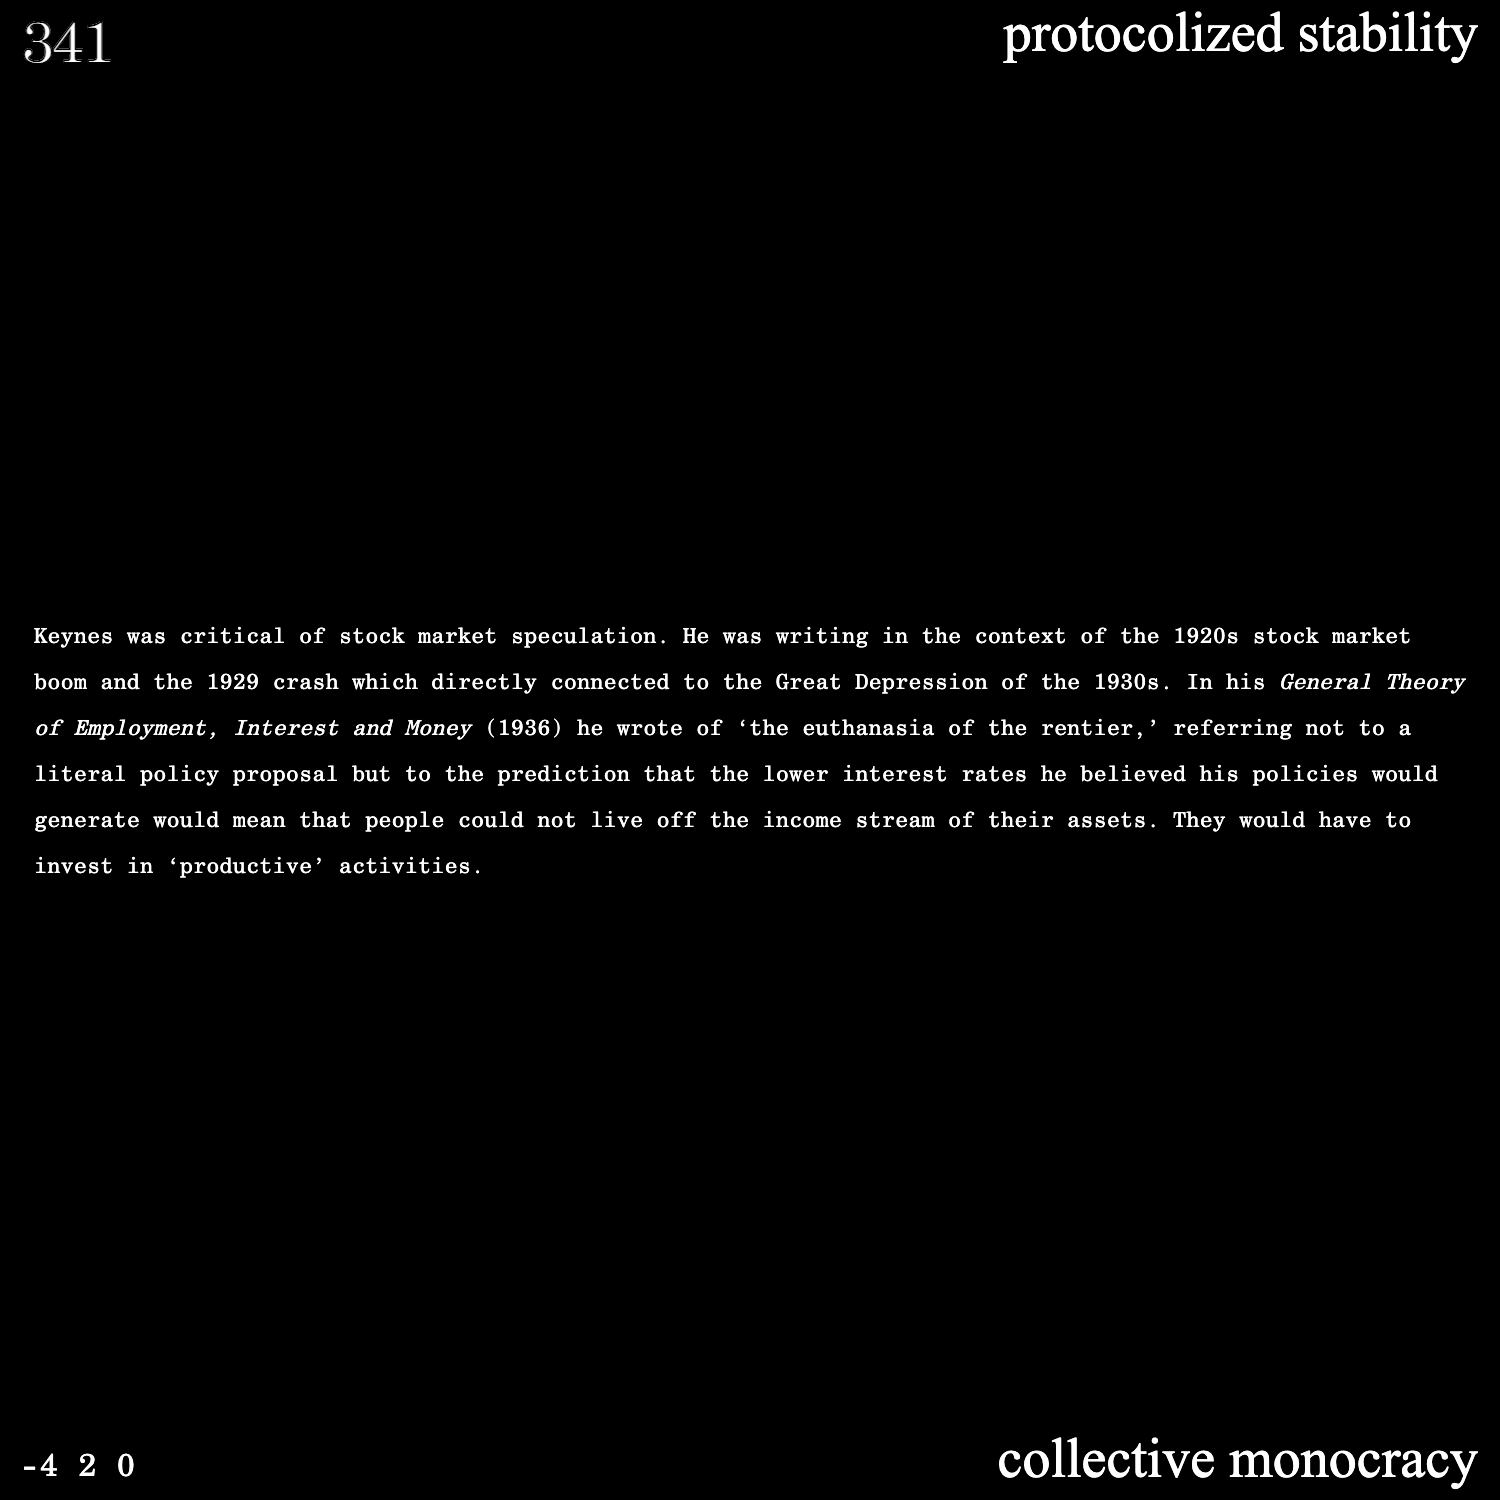 341
protocolized stability
Keynes was critical of stock market speculation. He was writing in the context of the 1920s stock market
boom and the 1929 crash which directly connected to the Great Depression of the 1930s. In his General Theory
of Employment, Interest and Money (1936) he wrote of ‘the euthanasia of the rentier,’ referring not to a
literal policy proposal but to the prediction that the lower interest rates he believed his policies would
generate would mean that people could not live off the income stream of their assets. They would have to
invest in ‘productive’ activities.
-4 2 0
collective monocracy